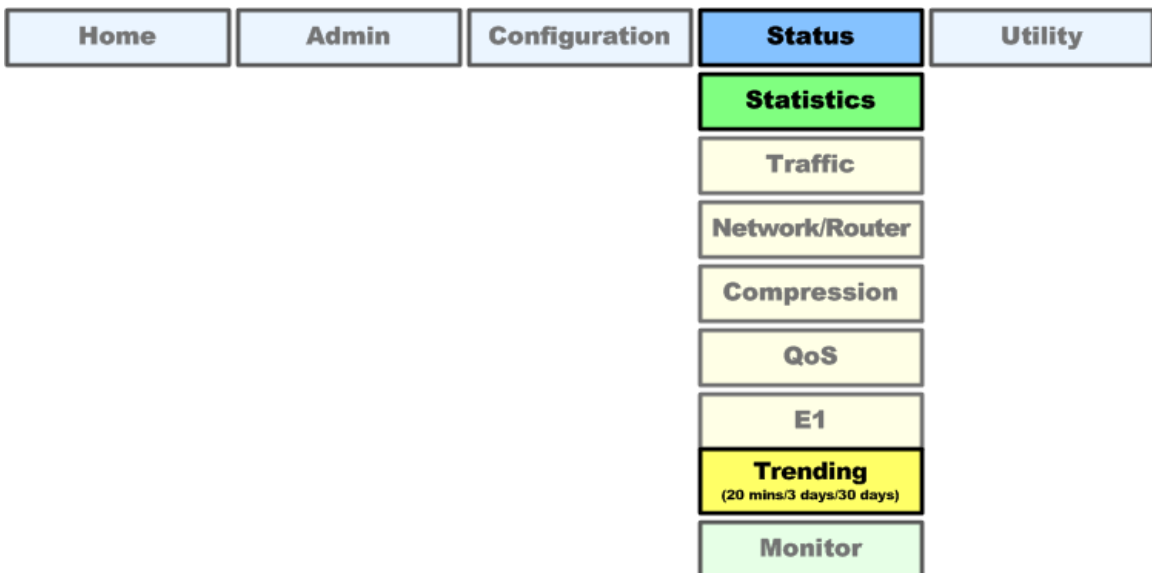 Home
Admin
Configuration
Status
Utility
Statistics
Traffic
Network/Router
Compression
QoS
E1
Trending
(20 mins/3 days/30 days)
Monitor